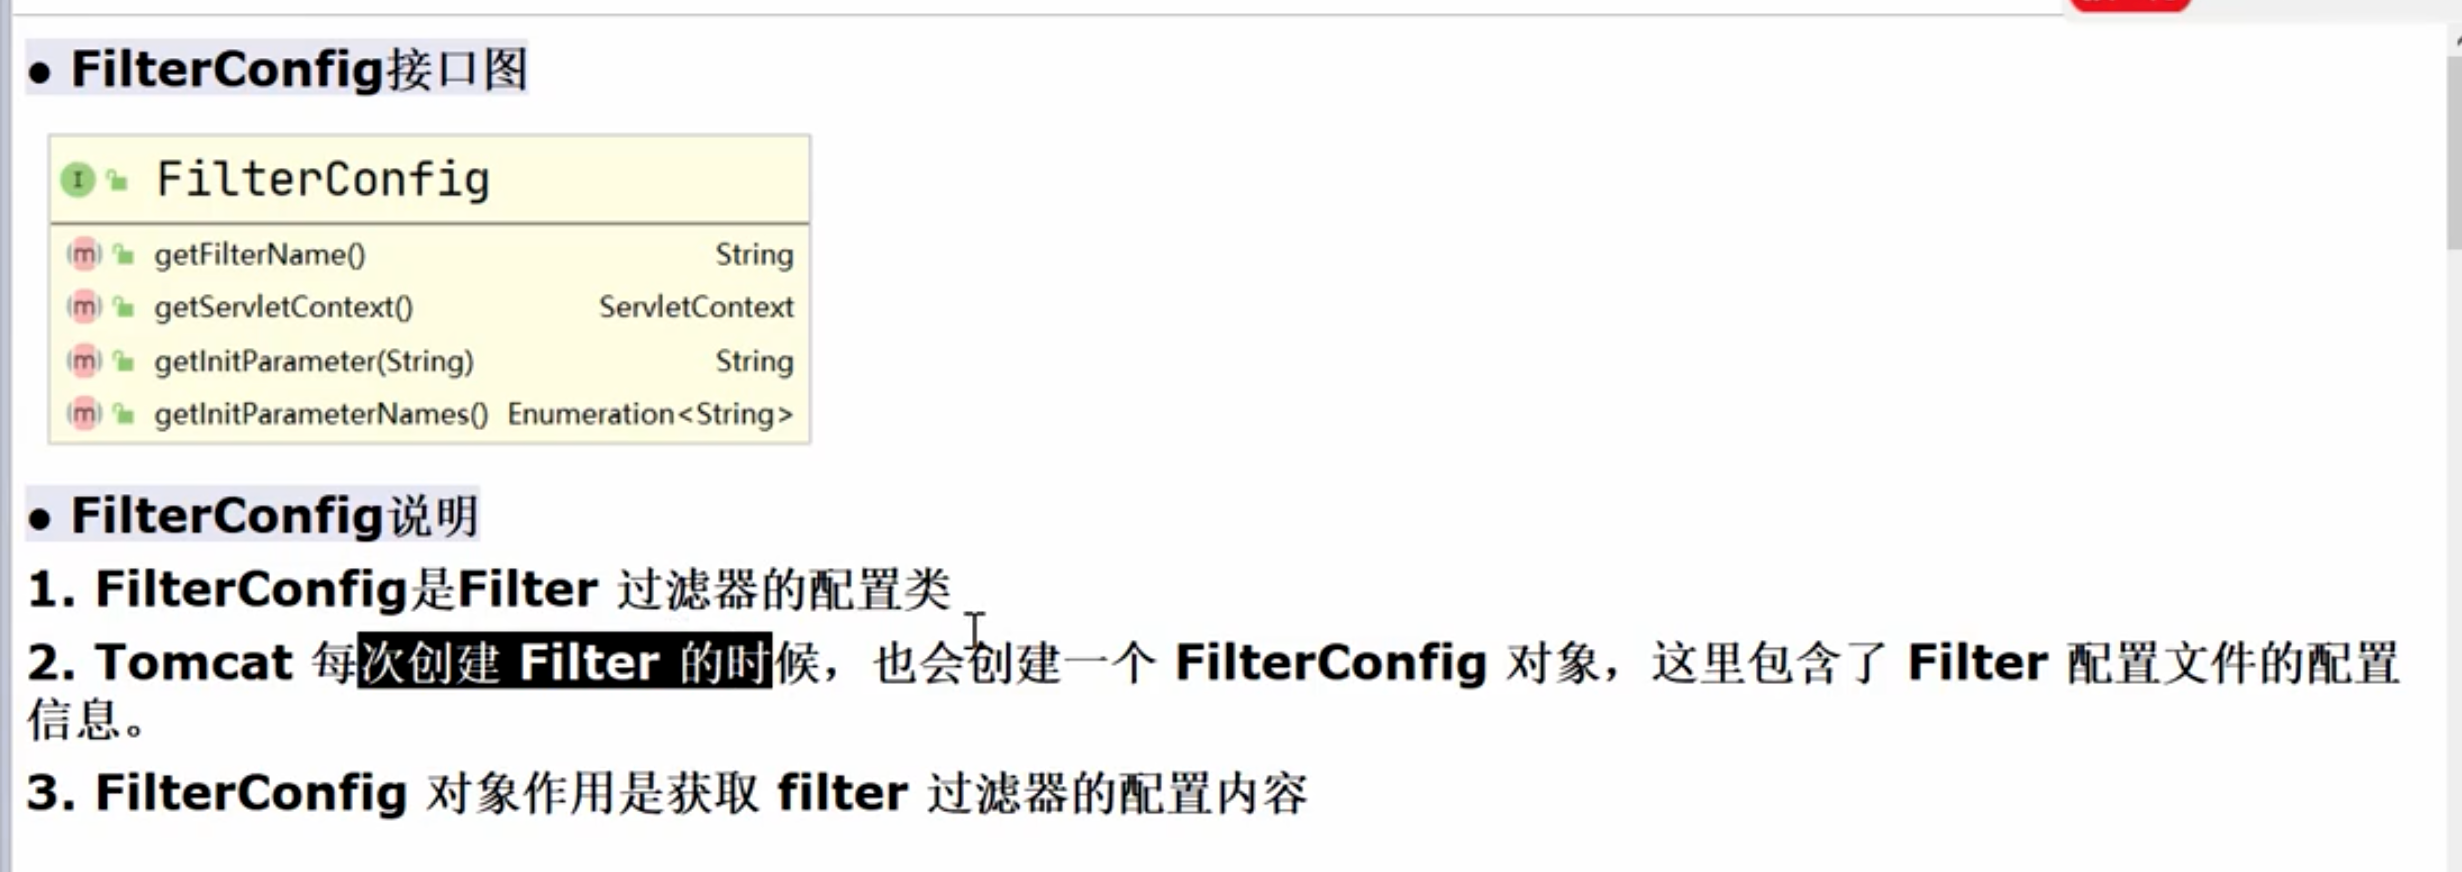 ● FilterConfig接口图
FilterConfig
getFilterName() String
getServletContext() ServletContext
getInitParameter(String) String
getInitParameterNames() Enumeration<String>
● FilterConfig说明
1. FilterConfig是Filter 过滤器的配置类
2. Tomcat 每次创建 Filter 的时候，也会创建一个 FilterConfig 对象，这里包含了 Filter 配置文件的配置
信息。
3. FilterConfig 对象作用是获取 filter 过滤器的配置内容